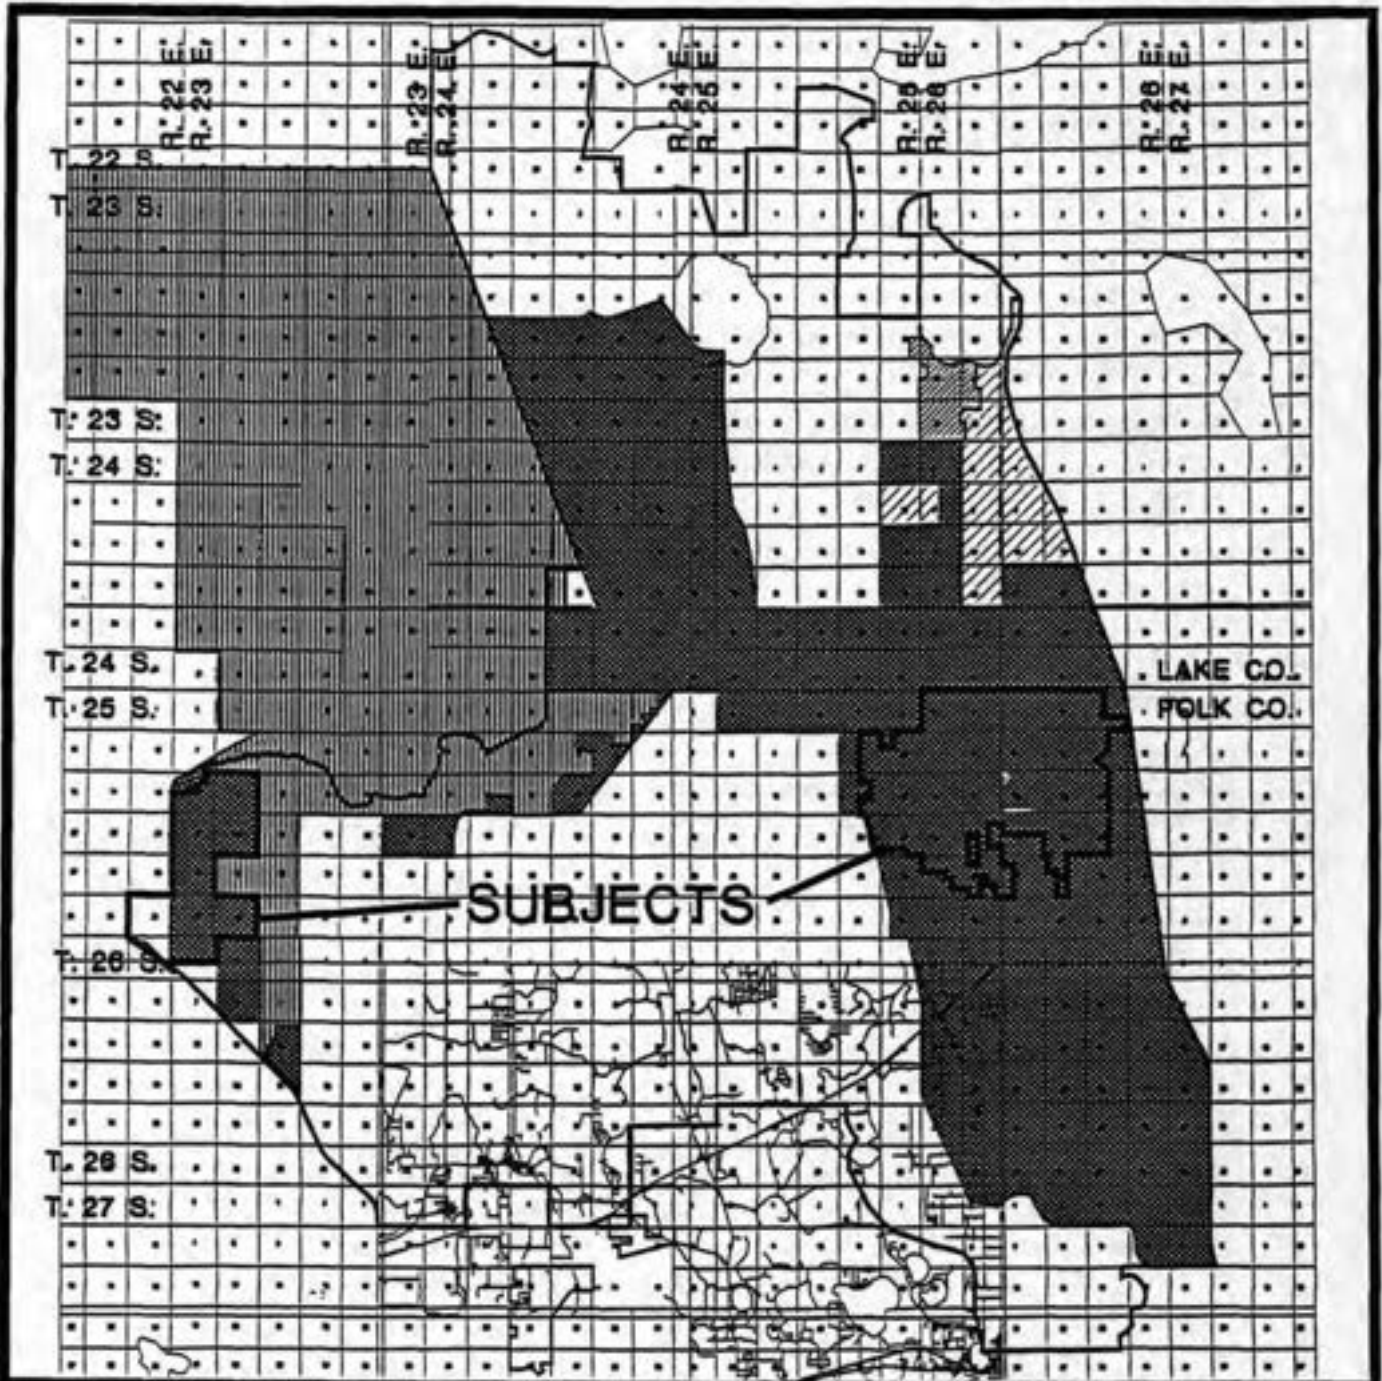 R. 22 E.
R. 23 E.
R. 23 E.
R. 24 E.
R. 24 E.
R. 25 E.
R. 25 E.
R. 26 E.
R. 26 E.
R. 27 E.
T. 22 S.
T. 23 S.
T. 23 S.
T. 24 S.
T. 24 S.
T. 25 S.
LAKE CO.
POLK CO.
SUBJECTS
T. 26 S.
T. 26 S.
T. 27 S.